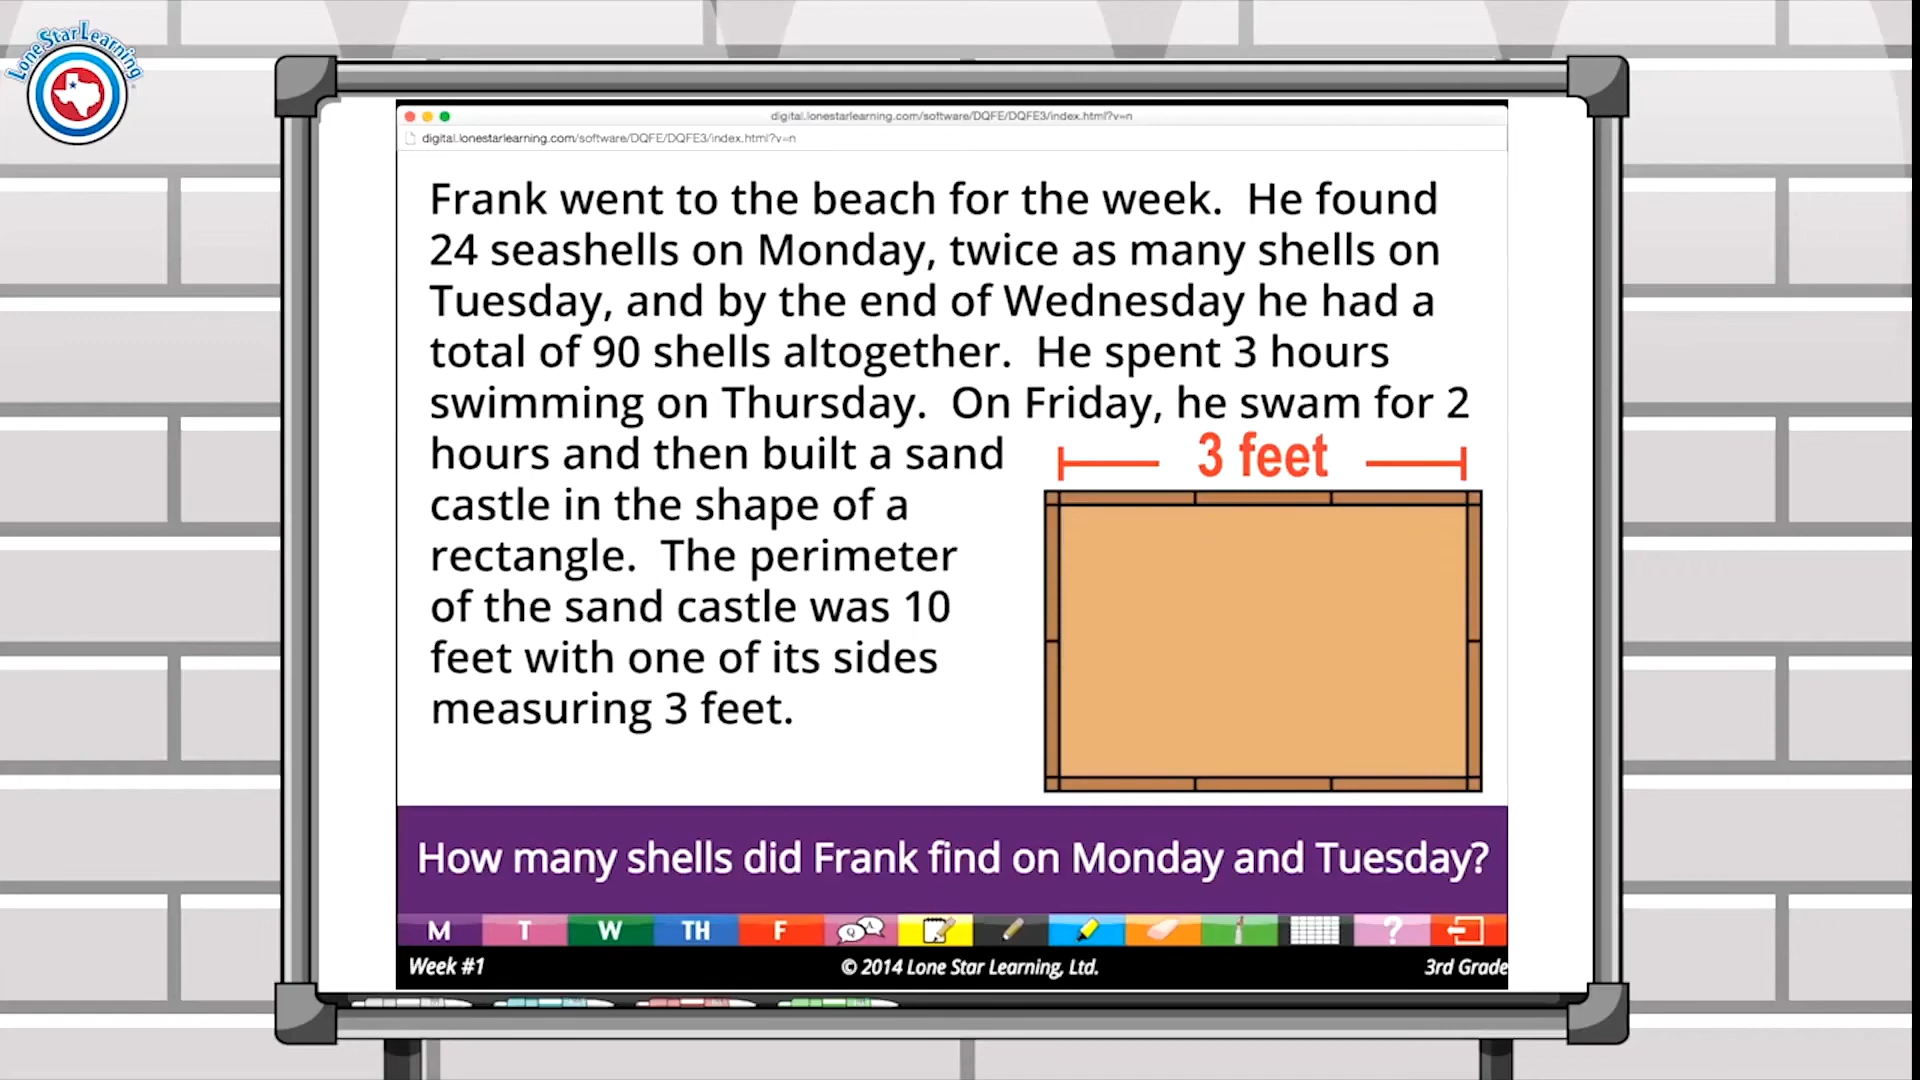 Lone Star Learning
digital.lonestarlearning.com/software/DQFE/DQFE3/index.html?v=n
digital.lonestarlearning.com/software/DQFE/DQFE3/index.html?v=n
Frank went to the beach for the week. He found
24 seashells on Monday, twice as many shells on
Tuesday, and by the end of Wednesday he had a
total of 90 shells altogether. He spent 3 hours
swimming on Thursday. On Friday, he swam for 2
hours and then built a sand
castle in the shape of a
rectangle. The perimeter
of the sand castle was 10
feet with one of its sides
measuring 3 feet.
3 feet
How many shells did Frank find on Monday and Tuesday?
M T W TH F Q A ?
Week #1 © 2014 Lone Star Learning, Ltd. 3rd Grade